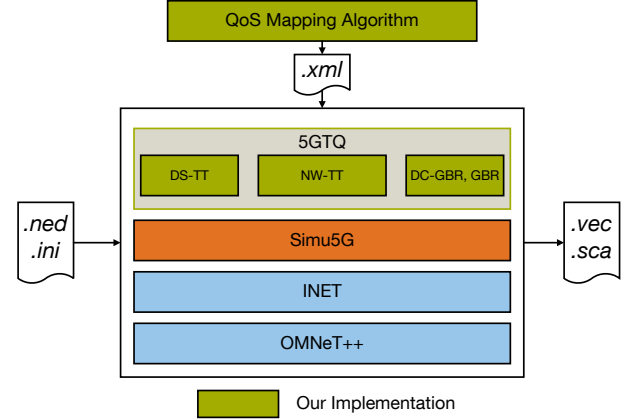 QoS Mapping Algorithm
.xml
5GTQ
DS-TT NW-TT DC-GBR, GBR
.ned
.ini
Simu5G
.vec
.sca
INET
OMNeT++
Our Implementation